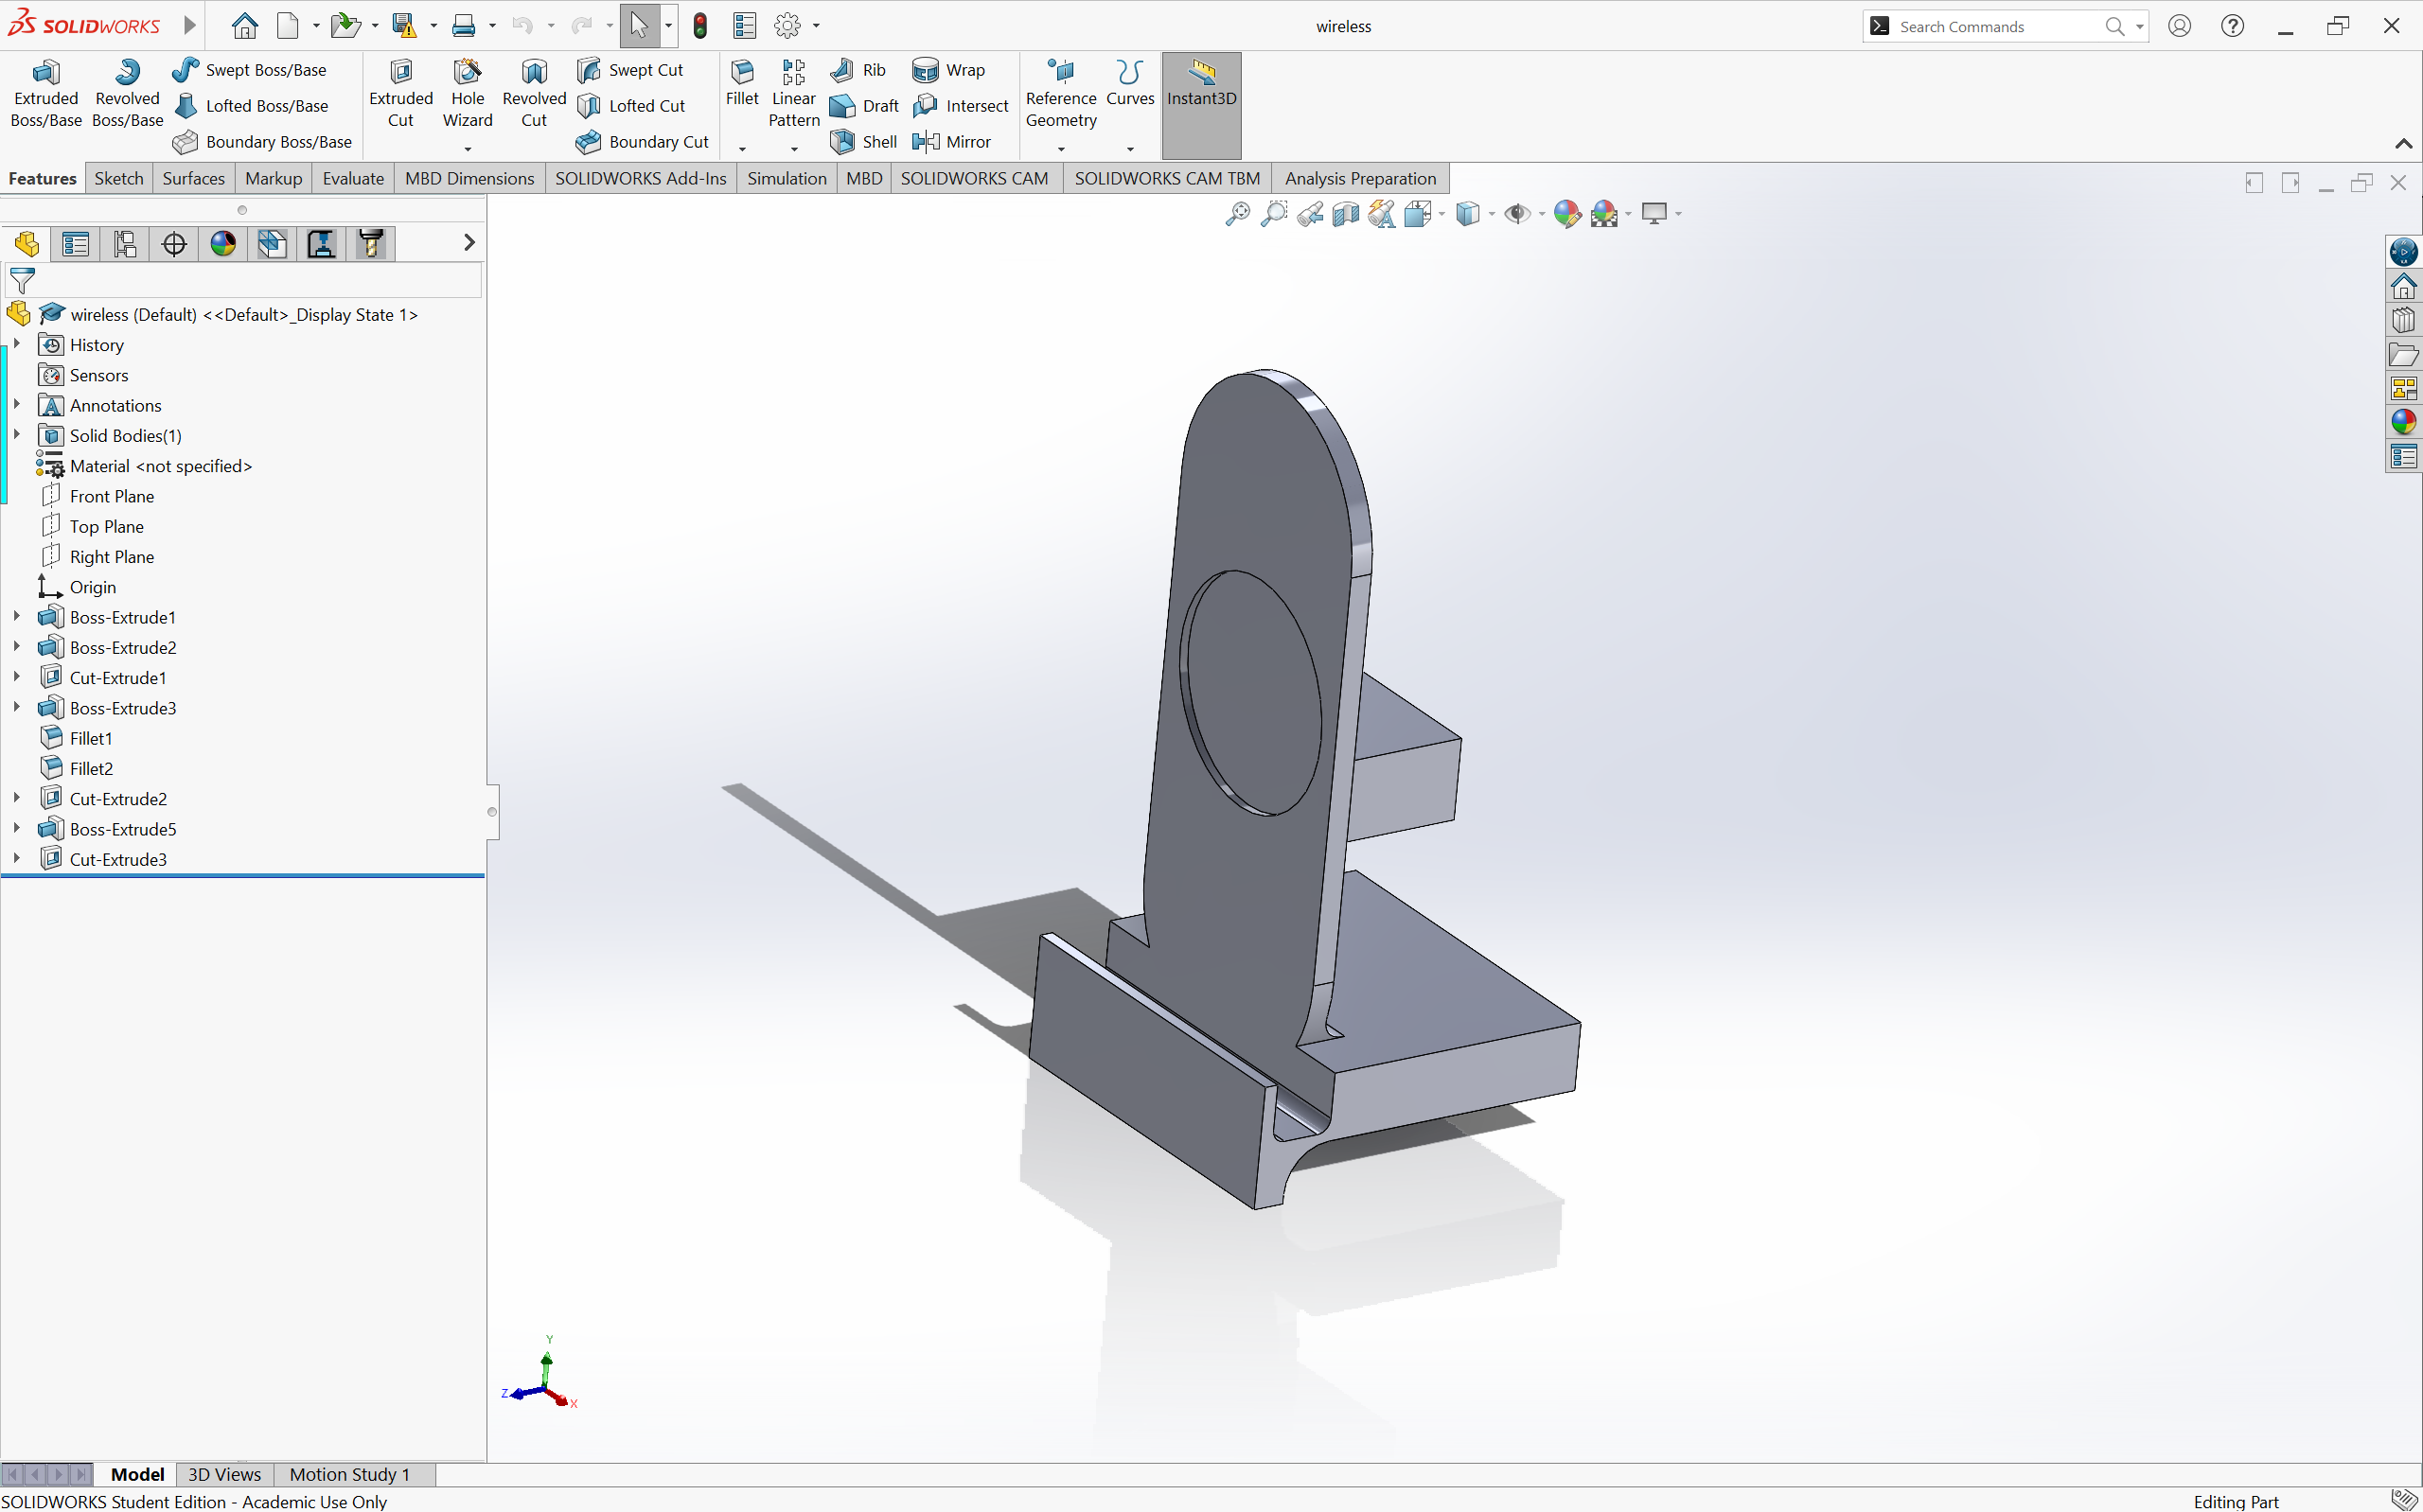 SOLIDWORKS
wireless
Search Commands
Extruded Boss/Base
Revolved Boss/Base
Swept Boss/Base
Lofted Boss/Base
Boundary Boss/Base
Extruded Cut
Hole Wizard
Revolved Cut
Swept Cut
Lofted Cut
Boundary Cut
Fillet
Linear Pattern
Rib
Draft
Shell
Wrap
Intersect
Mirror
Reference Geometry
Curves
Instant3D
Features
Sketch
Surfaces
Markup
Evaluate
MBD Dimensions
SOLIDWORKS Add-Ins
Simulation
MBD
SOLIDWORKS CAM
SOLIDWORKS CAM TBM
Analysis Preparation
wireless (Default) <<Default>_Display State 1>
History
Sensors
Annotations
Solid Bodies(1)
Material <not specified>
Front Plane
Top Plane
Right Plane
Origin
Boss-Extrude1
Boss-Extrude2
Cut-Extrude1
Boss-Extrude3
Fillet1
Fillet2
Cut-Extrude2
Boss-Extrude5
Cut-Extrude3
Y
Z
X
Model
3D Views
Motion Study 1
SOLIDWORKS Student Edition - Academic Use Only
Editing Part